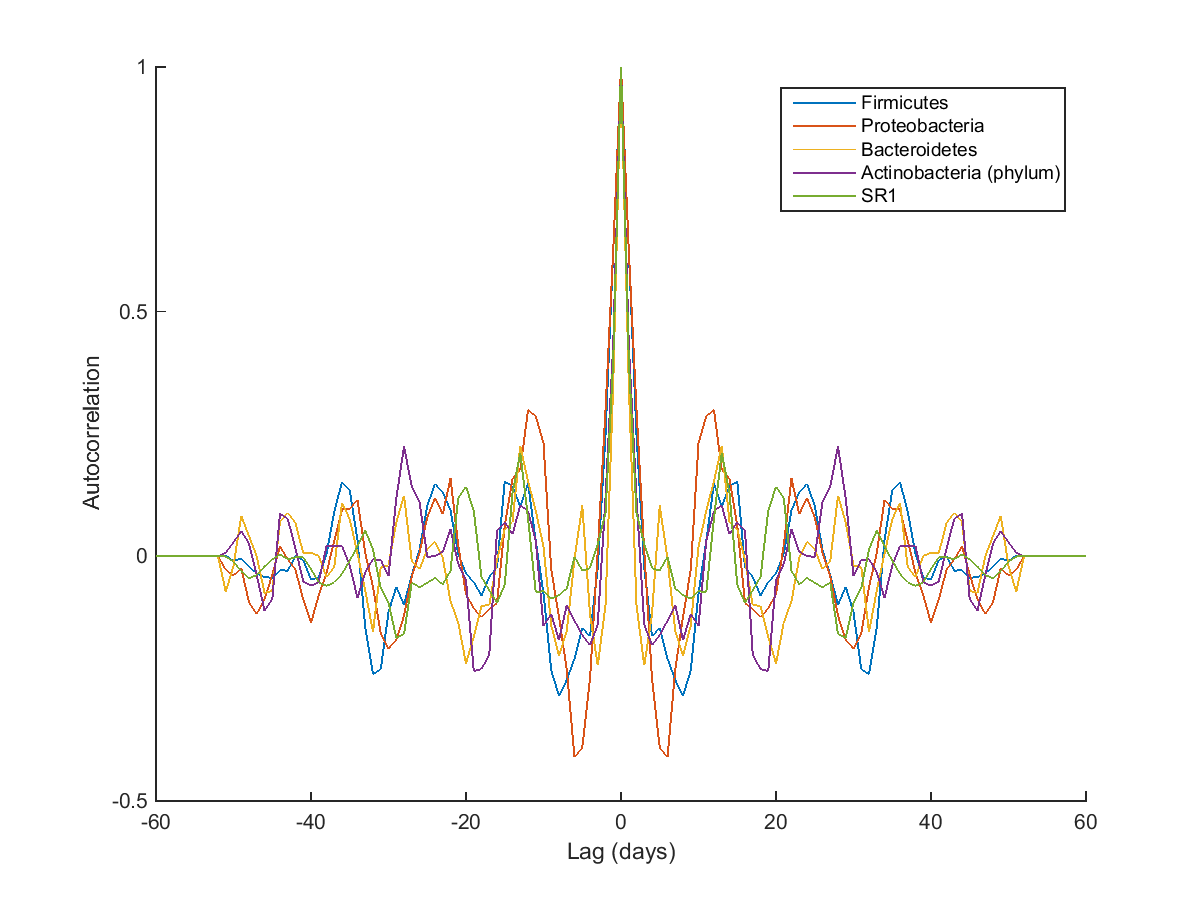 1
0.5
0
-0.5
-60
-40
-20
0
20
40
60
Autocorrelation
Lag (days)
Firmicutes
Proteobacteria
Bacteroidetes
Actinobacteria (phylum)
SR1